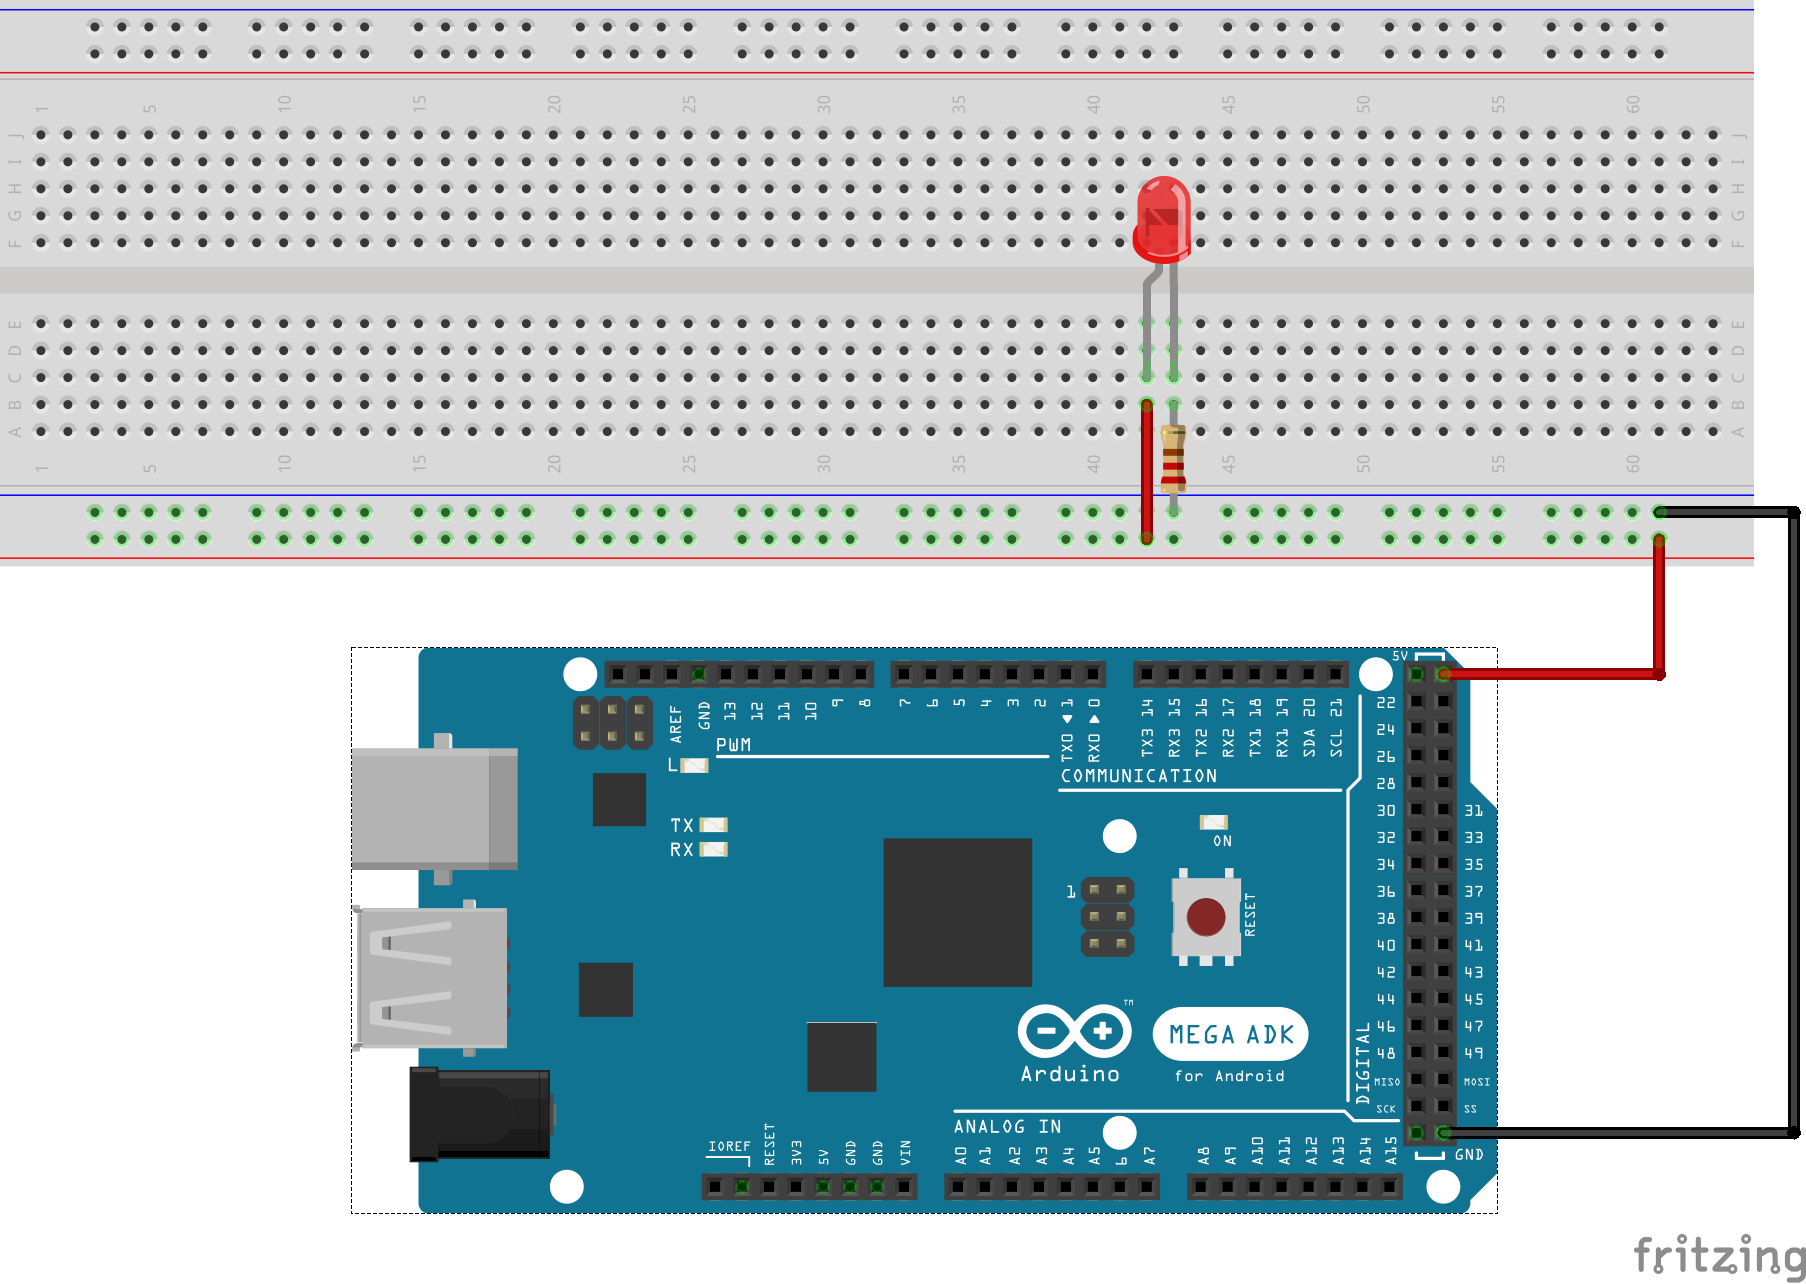 1 5 10 15 20 25 30 35 40 45 50 55 60
J J
I I
H H
G G
F F
E E
D D
C C
B B
A A
1 5 10 15 20 25 30 35 40 45 50 55 60
5V
AREF GND 13 12 11 10 9 8 7 6 5 4 3 2 TX0 1 RX0 0 TX3 14 RX3 15 TX2 16 RX2 17 TX1 18 RX1 19 SDA 20 SCL 21
22
24
26
28
30 31
32 33
34 35
36 37
38 39
40 41
42 43
44 45
46 47
48 49
MISO MOSI
SCK SS
GND
PWM
COMMUNICATION
L
TX
RX
ON
1
RESET
TM
MEGA ADK
Arduino
for Android
DIGITAL
ANALOG IN
IOREF RESET 3V3 5V GND GND VIN A0 A1 A2 A3 A4 A5 6 A7 A8 A9 A10 A11 A12 A13 A14 A15
fritzing